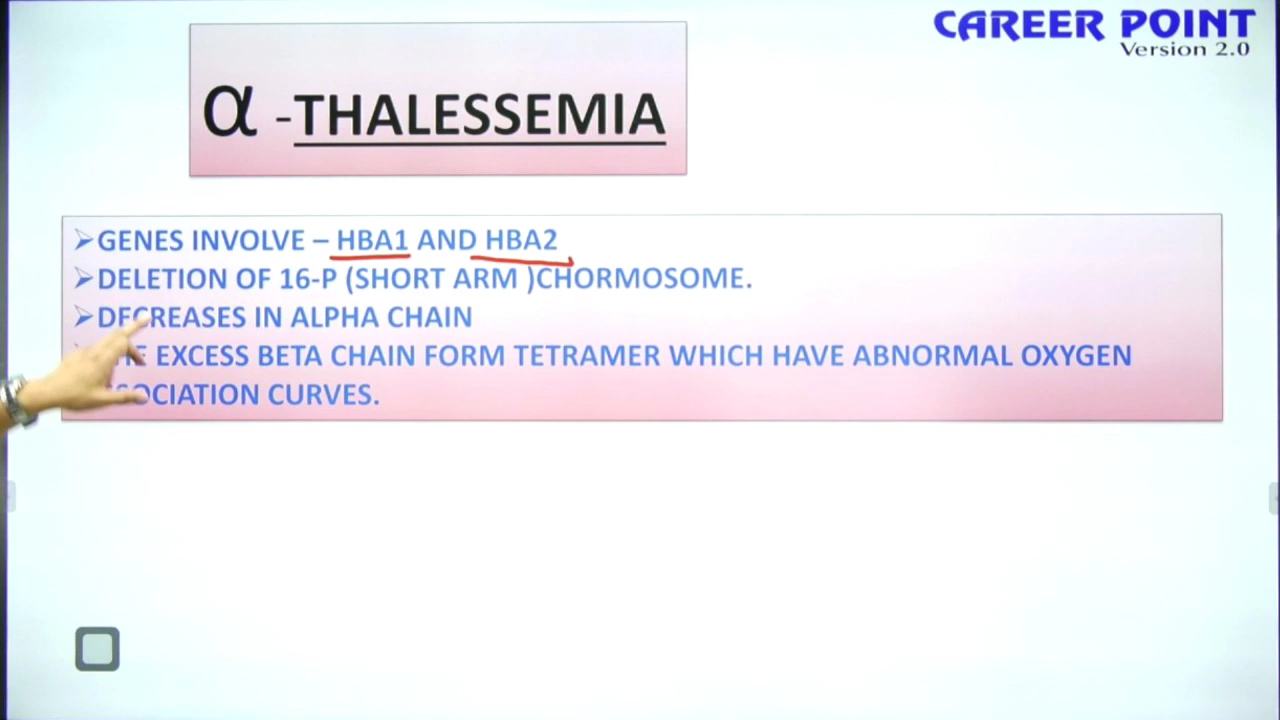 CAREER POINT
Version 2.0
α -THALESSEMIA
➢GENES INVOLVE – HBA1 AND HBA2
➢DELETION OF 16-P (SHORT ARM )CHORMOSOME.
➢DECREASES IN ALPHA CHAIN
EXCESS BETA CHAIN FORM TETRAMER WHICH HAVE ABNORMAL OXYGEN
CURVES.